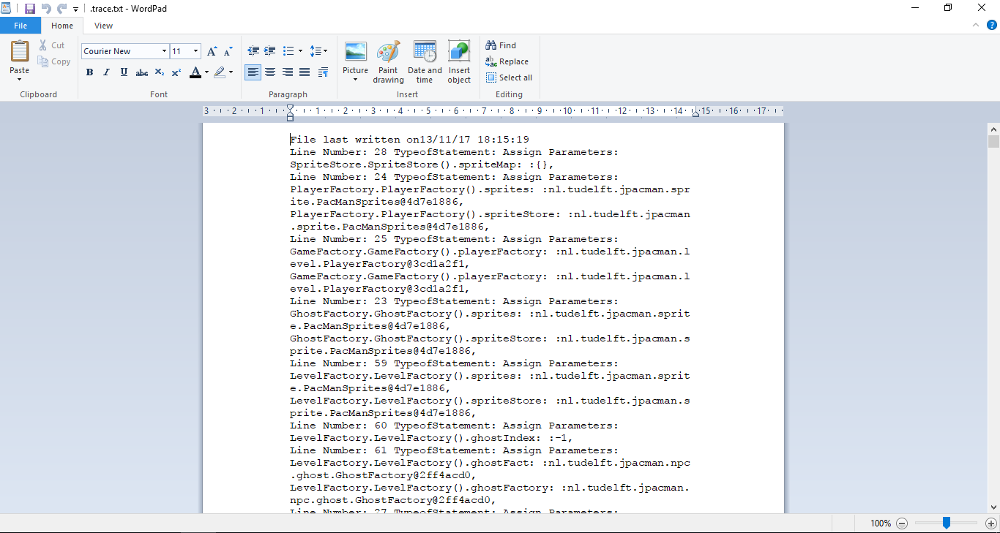 .trace.txt - WordPad
File Home View
Paste Cut Copy
Clipboard
Courier New 11
B I U abc X₂ X² A
Font
Paragraph
Picture Paint drawing Date and time Insert object
Insert
Find
Replace
Select all
Editing
3 2 1 1 2 3 4 5 6 7 8 9 10 11 12 13 14 15 16 17
File last written on13/11/17 18:15:19
Line Number: 28 TypeofStatement: Assign Parameters:
SpriteStore.SpriteStore().spriteMap: :{},
Line Number: 24 TypeofStatement: Assign Parameters:
PlayerFactory.PlayerFactory().sprites: :nl.tudelft.jpacman.spr
ite.PacManSprites@4d7e1886,
PlayerFactory.PlayerFactory().spriteStore: :nl.tudelft.jpacman
.sprite.PacManSprites@4d7e1886,
Line Number: 25 TypeofStatement: Assign Parameters:
GameFactory.GameFactory().playerFactory: :nl.tudelft.jpacman.l
evel.PlayerFactory@3cd1a2f1,
GameFactory.GameFactory().playerFactory: :nl.tudelft.jpacman.l
evel.PlayerFactory@3cd1a2f1,
Line Number: 23 TypeofStatement: Assign Parameters:
GhostFactory.GhostFactory().sprites: :nl.tudelft.jpacman.sprit
e.PacManSprites@4d7e1886,
GhostFactory.GhostFactory().spriteStore: :nl.tudelft.jpacman.s
prite.PacManSprites@4d7e1886,
Line Number: 59 TypeofStatement: Assign Parameters:
LevelFactory.LevelFactory().sprites: :nl.tudelft.jpacman.sprit
e.PacManSprites@4d7e1886,
LevelFactory.LevelFactory().spriteStore: :nl.tudelft.jpacman.s
prite.PacManSprites@4d7e1886,
Line Number: 60 TypeofStatement: Assign Parameters:
LevelFactory.LevelFactory().ghostIndex: :-1,
Line Number: 61 TypeofStatement: Assign Parameters:
LevelFactory.LevelFactory().ghostFact: :nl.tudelft.jpacman.npc
.ghost.GhostFactory@2ff4acd0,
LevelFactory.LevelFactory().ghostFactory: :nl.tudelft.jpacman.
npc.ghost.GhostFactory@2ff4acd0,
Line Number: 27 TypeofStatement: Assign Parameters:
100%